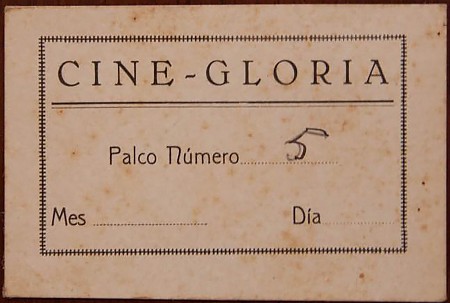 CINE-GLORIA
Palco Número 5
Mes
Día